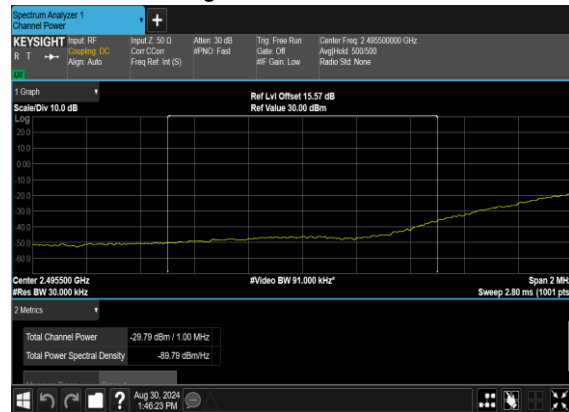 Spectrum Analyzer 1
Channel Power
+
KEYSIGHT
R T
LXI
Input: RF
Coupling: DC
Align: Auto
Input Z: 50 Ω
Corr CCorr
Freq Ref: Int (S)
Atten: 30 dB
#PNO: Fast
Trig: Free Run
Gate: Off
#IF Gain: Low
Center Freq: 2.495500000 GHz
Avg|Hold: 500/500
Radio Std: None
1 Graph
Scale/Div 10.0 dB
Ref Lvl Offset 15.57 dB
Ref Value 30.00 dBm
Log
20.0
10.0
0.00
-10.0
-20.0
-30.0
-40.0
-50.0
-60.0
Center 2.495500 GHz
#Res BW 30.000 kHz
#Video BW 91.000 kHz*
Span 2 MHz
Sweep 2.80 ms (1001 pts
2 Metrics
Total Channel Power -29.79 dBm / 1.00 MHz
Total Power Spectral Density -89.79 dBm/Hz
?
Aug 30, 2024
1:46:23 PM